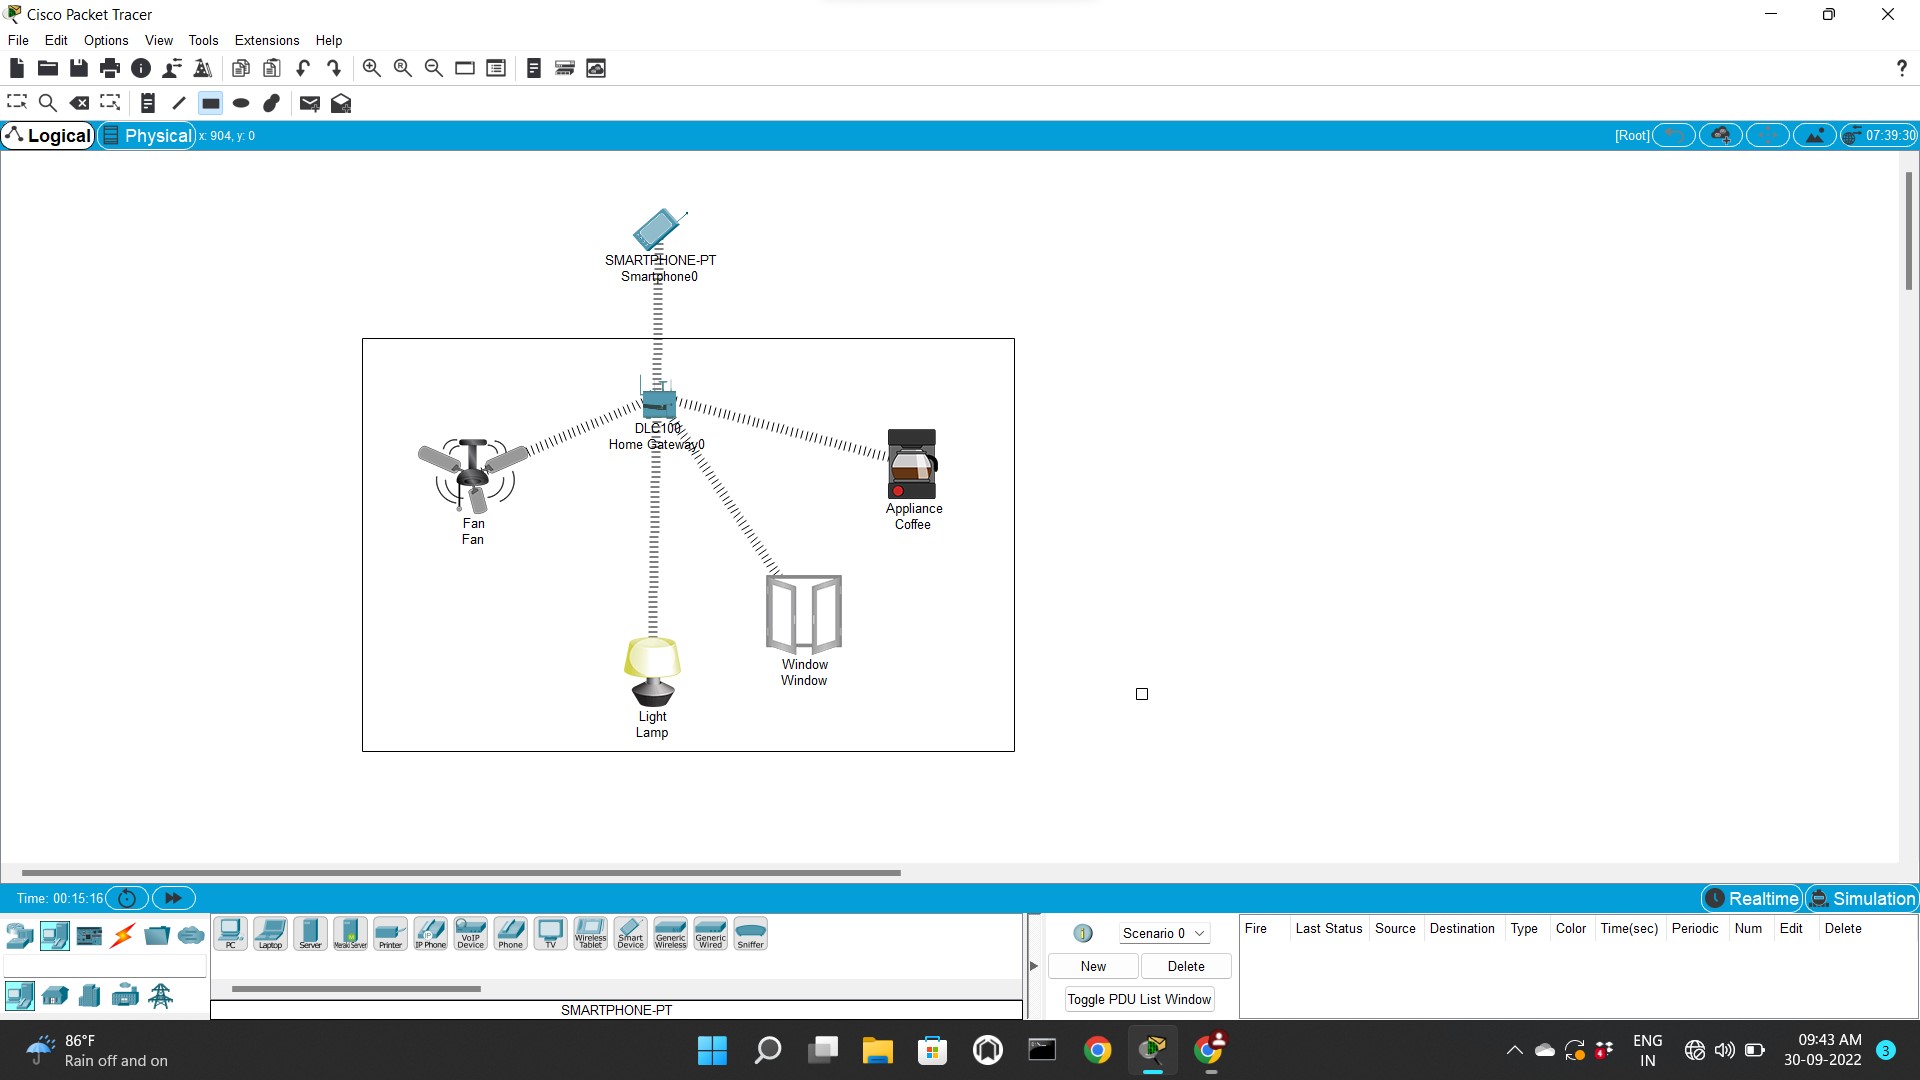 Cisco Packet Tracer
File Edit Options View Tools Extensions Help
?
Logical Physical x: 904, y: 0 [Root] 07:39:30
SMARTPHONE-PT
Smartphone0
DLC100
Home Gateway0
Fan
Fan
Appliance
Coffee
Window
Window
Light
Lamp
Time: 00:15:16 Realtime Simulation
PC Laptop Server Meraki Server Printer IP Phone VoIP Device Phone TV Wireless Tablet Smart Device Generic Wireless Generic Wired Sniffer
SMARTPHONE-PT
Scenario 0
New Delete
Toggle PDU List Window
Fire Last Status Source Destination Type Color Time(sec) Periodic Num Edit Delete
86°F
Rain off and on
4
ENG
IN
09:43 AM
30-09-2022
3